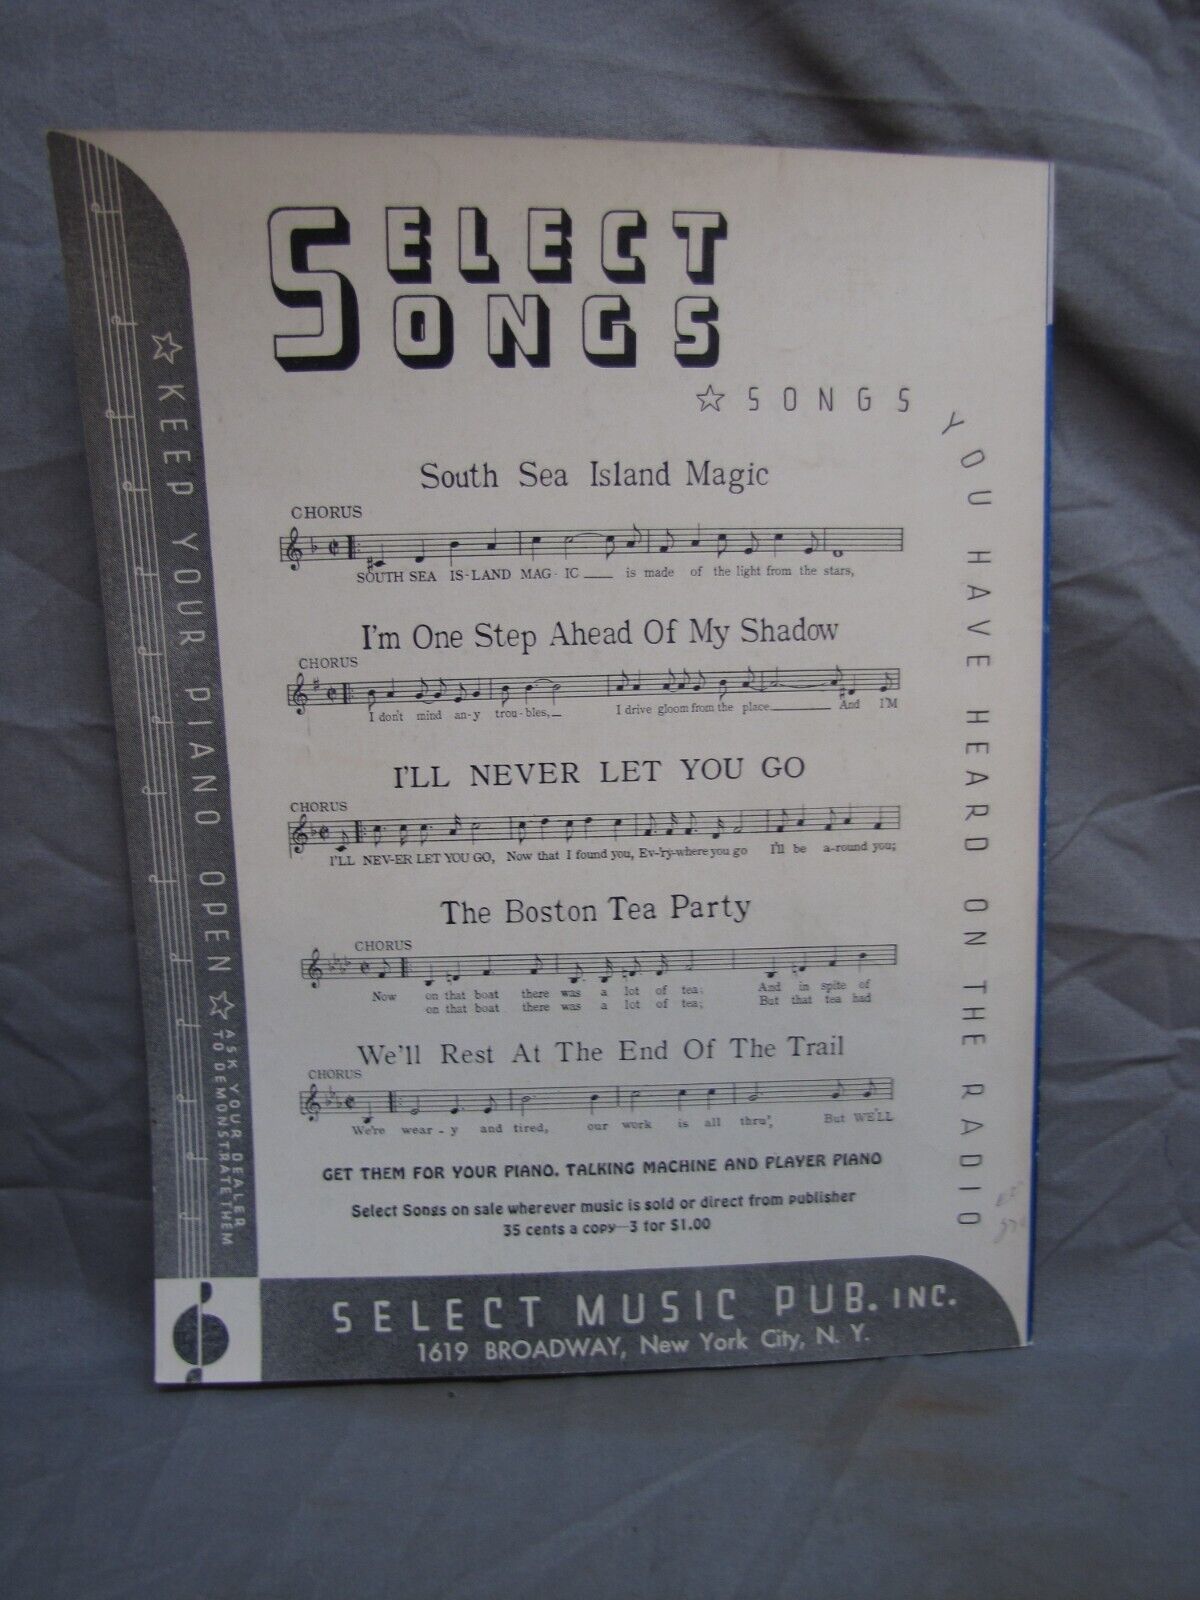 SELECT
SONGS
☆ SONGS YOU HAVE HEARD ON THE RADIO
☆ KEEP YOUR PIANO OPEN ☆ ASK YOUR DEALER
TO DEMONSTRATE THEM
South Sea Island Magic
CHORUS
SOUTH SEA IS-LAND MAG-IC ___ is made of the light from the stars,
I'm One Step Ahead Of My Shadow
CHORUS
I don't mind an-y trou-bles,_ I drive gloom from the place________ And I'M
I'LL NEVER LET YOU GO
CHORUS
I'LL NEV-ER LET YOU GO, Now that I found you, Ev-'ry-where you go I'll be a-round you;
The Boston Tea Party
CHORUS
Now on that boat there was a lot of tea; And in spite of
on that boat there was a lot of tea; But that tea had
We'll Rest At The End Of The Trail
CHORUS
We're wear-y and tired, our work is all thru', But WE'LL
GET THEM FOR YOUR PIANO. TALKING MACHINE AND PLAYER PIANO
Select Songs on sale wherever music is sold or direct from publisher
35 cents a copy—3 for $1.00
SELECT MUSIC PUB. INC.
1619 BROADWAY, New York City, N. Y.